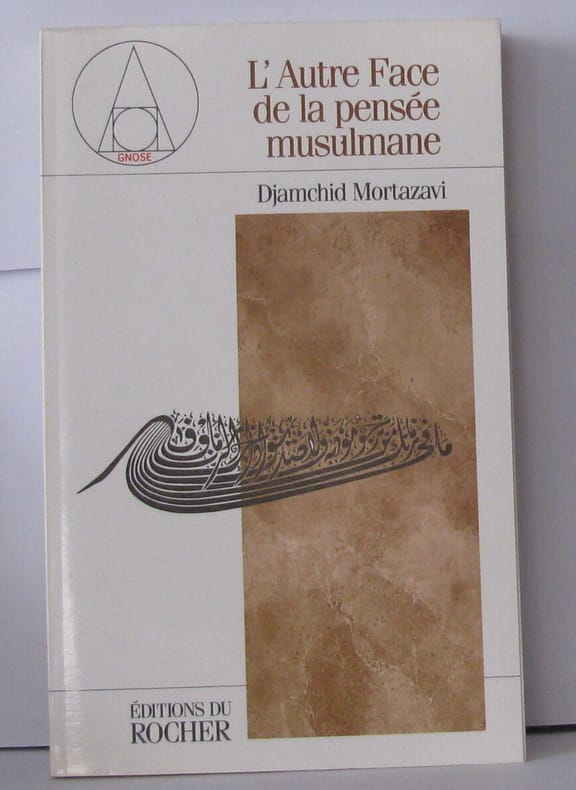 GNOSE
L'Autre Face
de la pensée
musulmane
Djamchid Mortazavi
ÉDITIONS DU
ROCHER